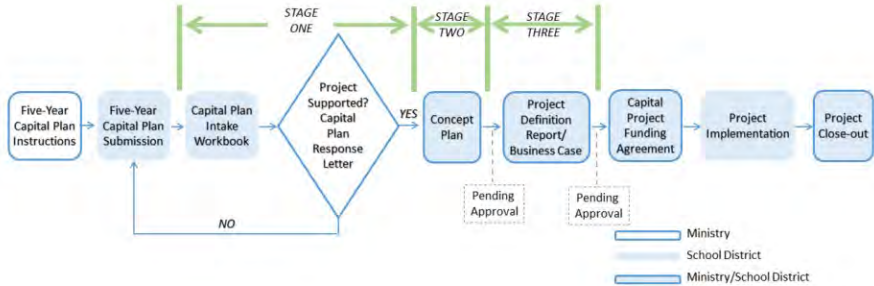 STAGE
ONE
STAGE
TWO
STAGE
THREE
Five-Year
Capital Plan
Instructions
Five-Year
Capital Plan
Submission
Capital Plan
Intake
Workbook
Project
Supported?
Capital
Plan
Response
Letter
YES
Concept
Plan
Project
Definition
Report/
Business Case
Capital
Project
Funding
Agreement
Project
Implementation
Project
Close-out
Pending
Approval
Pending
Approval
NO
Ministry
School District
Ministry/School District